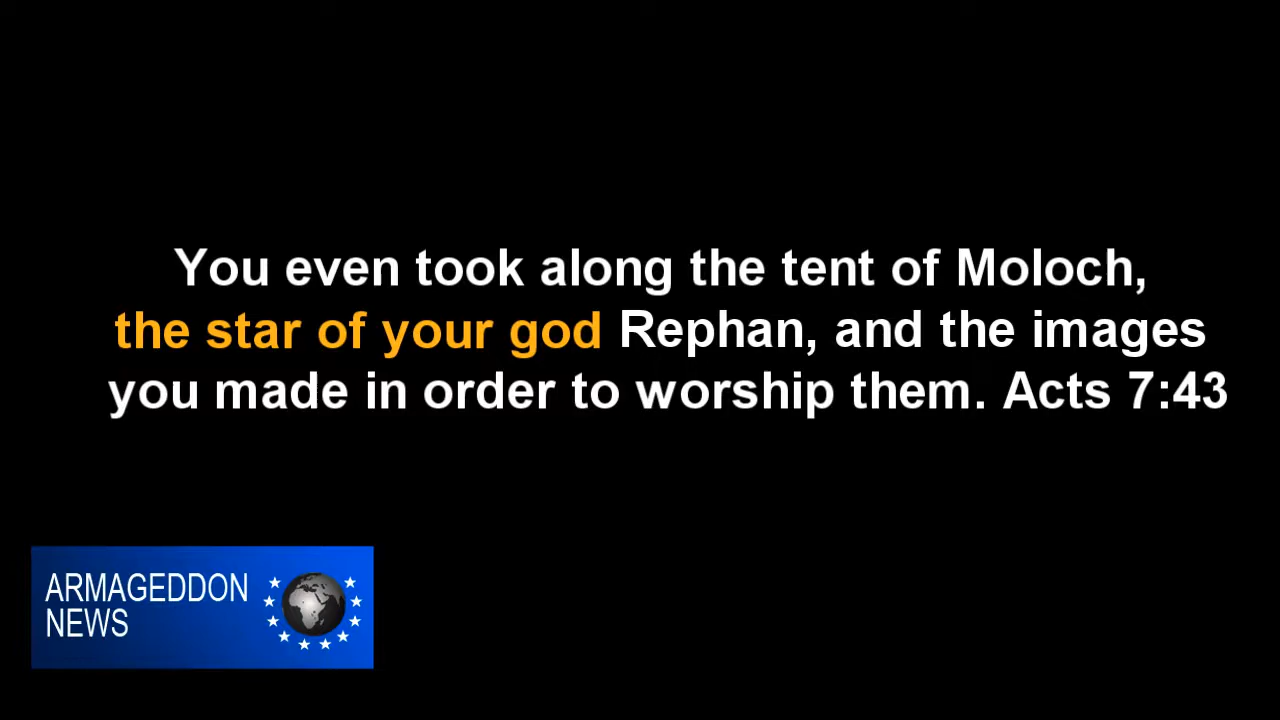 You even took along the tent of Moloch,
the star of your god Rephan, and the images
you made in order to worship them. Acts 7:43
ARMAGEDDON
NEWS